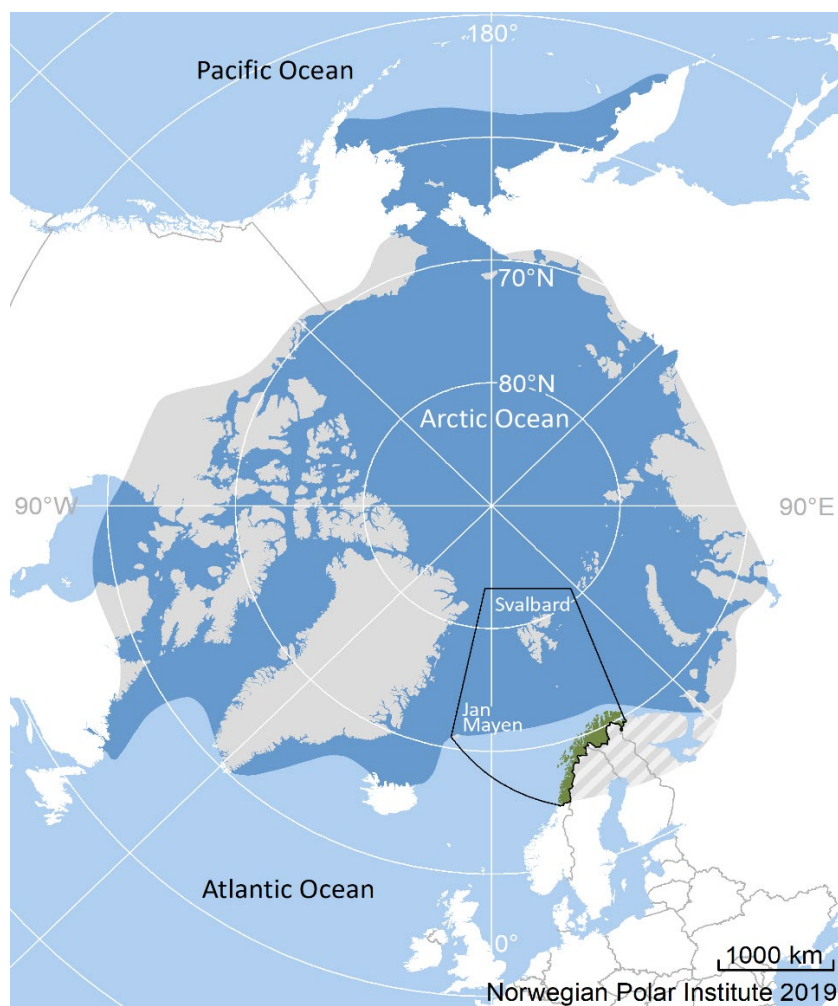 180°
Pacific Ocean
70°N
80°N
Arctic Ocean
90°W
90°E
Svalbard
Jan
Mayen
Atlantic Ocean
0°
1000 km
Norwegian Polar Institute 2019